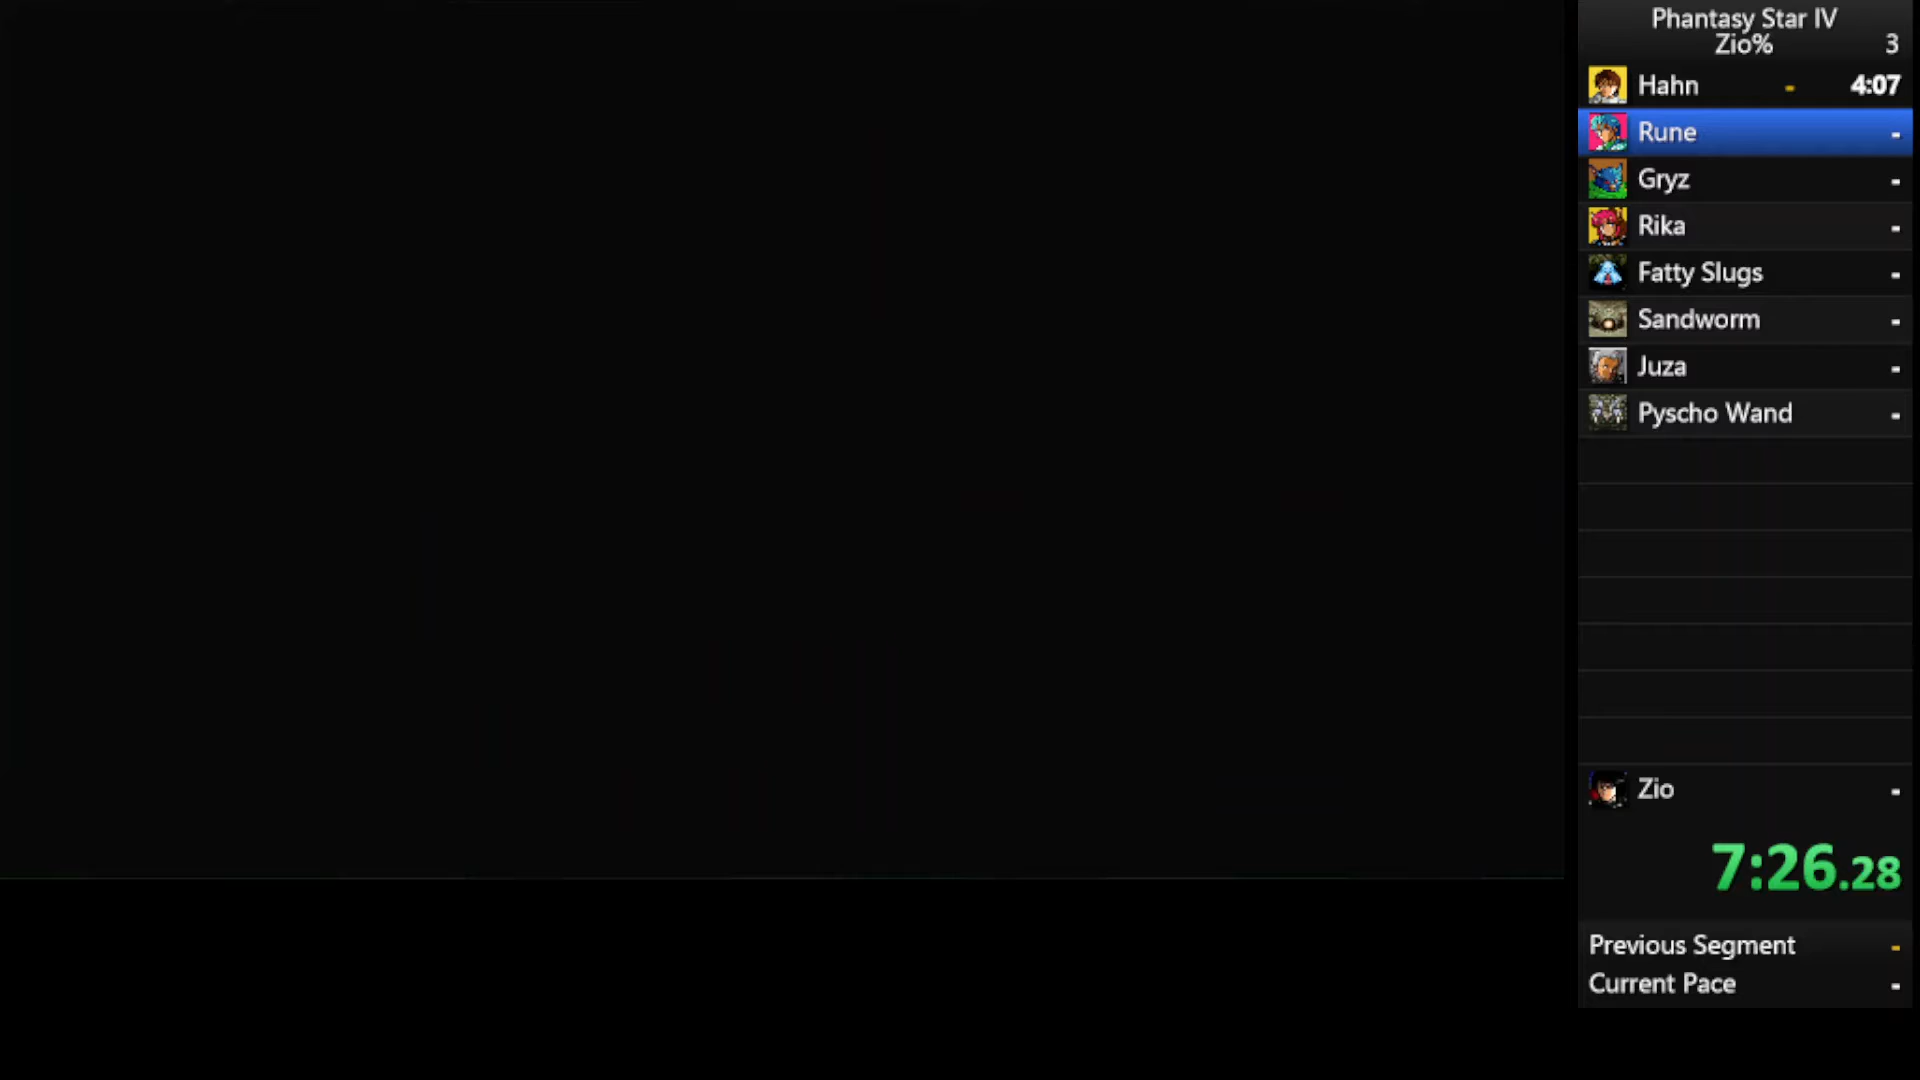 Phantasy Star IV
Zio% 3
Hahn - 4:07
Rune -
Gryz -
Rika -
Fatty Slugs -
Sandworm -
Juza -
Pyscho Wand -
Zio -
7:26.28
Previous Segment -
Current Pace -